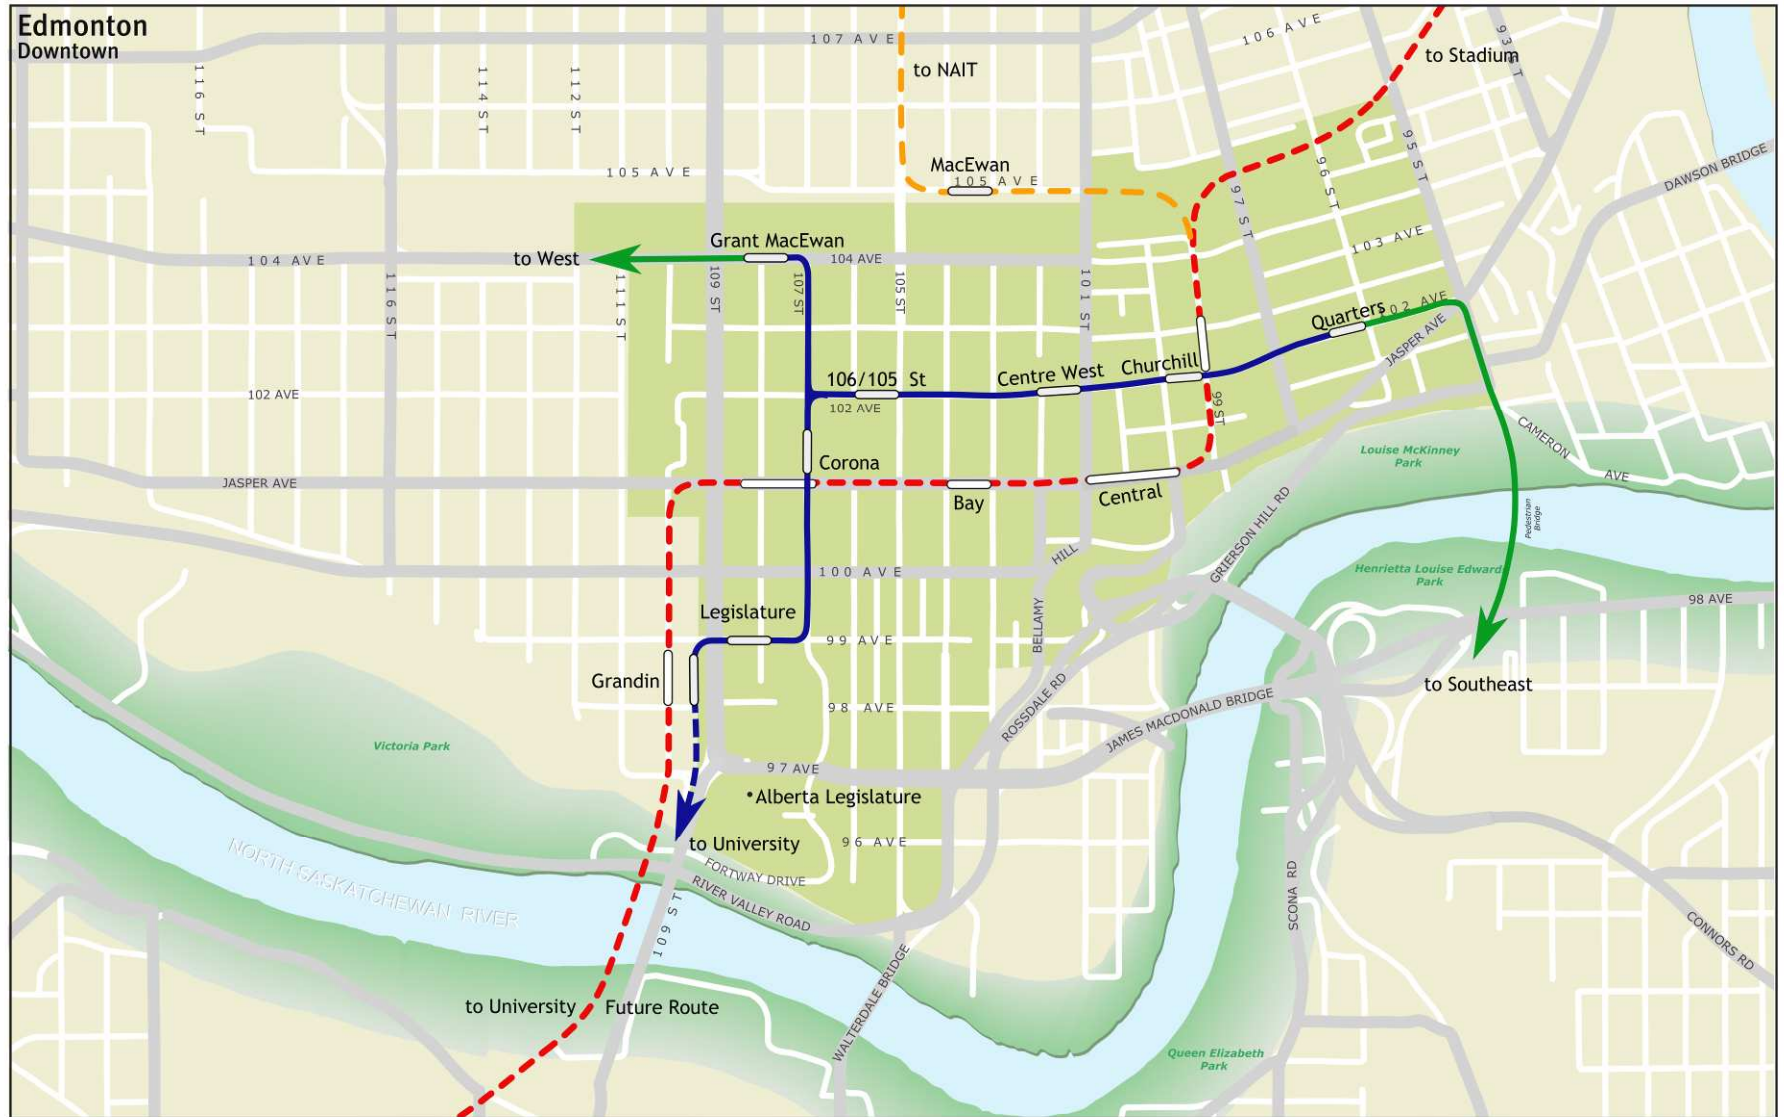 Edmonton
Downtown
107 AVE
106 AVE
93 ST
to Stadium
to NAIT
116 ST
114 ST
112 ST
95 ST
DAWSON BRIDGE
MacEwan
105 AVE
105 AVE
96 ST
97 ST
Grant MacEwan
to West
104 AVE
104 AVE
103 AVE
116 ST
111 ST
109 ST
107 ST
105 ST
101 ST
Quarters
102 AVE
JASPER AVE
Churchill
Centre West
106/105 St
102 AVE
102 AVE
99 ST
CAMERON
AVE
Louise McKinney
Park
Corona
JASPER AVE
Bay
Central
Pedestrian
Bridge
GRIERSON HILL RD
HILL
BELLAMY
100 AVE
Henrietta Louise Edwards
Park
98 AVE
Legislature
99 AVE
Grandin
98 AVE
ROSSDALE RD
JAMES MACDONALD BRIDGE
to Southeast
Victoria Park
97 AVE
Alberta Legislature
to University
96 AVE
FORTWAY DRIVE
RIVER VALLEY ROAD
NORTH SASKATCHEWAN RIVER
109 ST
SCONA RD
CONNORS RD
WALTERDALE BRIDGE
to University
Future Route
Queen Elizabeth
Park